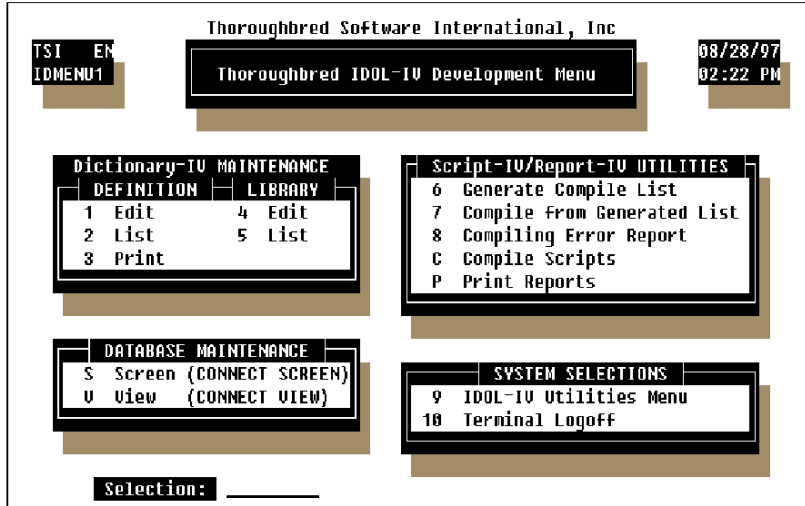 Thoroughbred Software International, Inc
TSI EN
IDMENU1
Thoroughbred IDOL-IV Development Menu
08/28/97
02:22 PM
Dictionary-IV MAINTENANCE
DEFINITION LIBRARY
1 Edit 4 Edit
2 List 5 List
3 Print
Script-IV/Report-IV UTILITIES
6 Generate Compile List
7 Compile from Generated List
8 Compiling Error Report
C Compile Scripts
P Print Reports
DATABASE MAINTENANCE
S Screen (CONNECT SCREEN)
V View (CONNECT VIEW)
SYSTEM SELECTIONS
9 IDOL-IV Utilities Menu
10 Terminal Logoff
Selection: